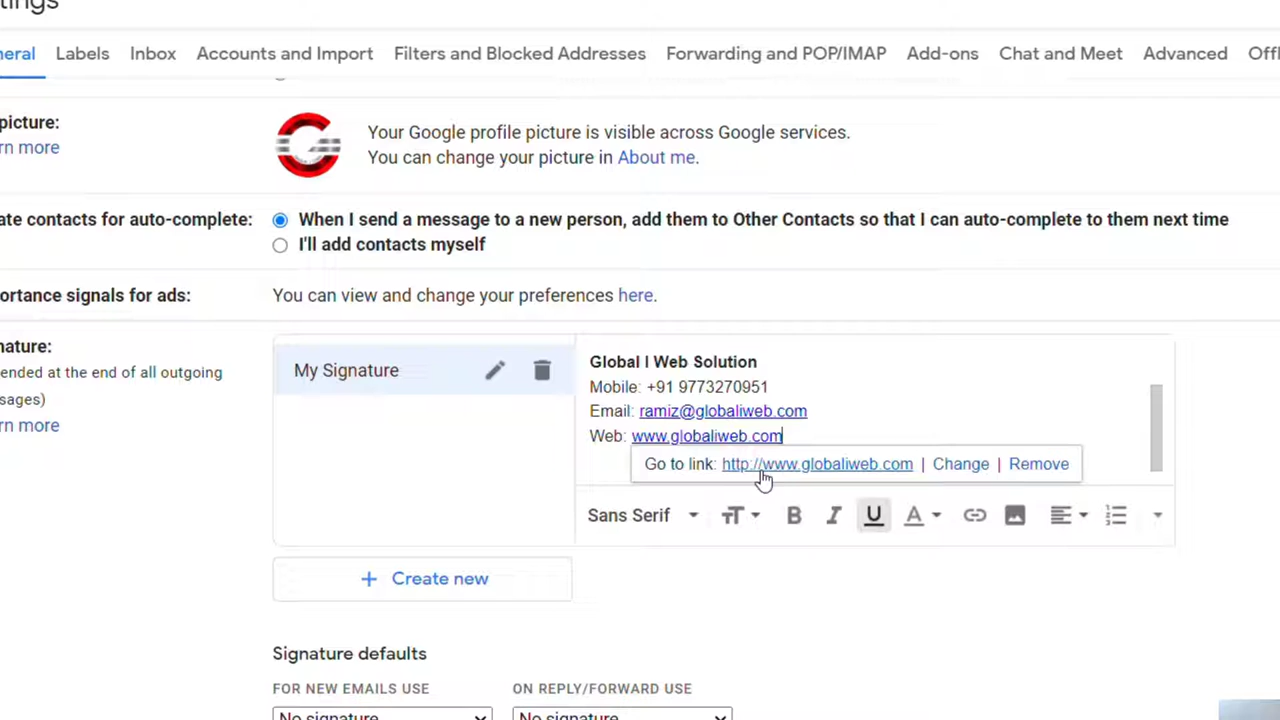 tings
neral Labels Inbox Accounts and Import Filters and Blocked Addresses Forwarding and POP/IMAP Add-ons Chat and Meet Advanced Offl
picture:
rn more
Your Google profile picture is visible across Google services.
You can change your picture in About me.
ate contacts for auto-complete:
When I send a message to a new person, add them to Other Contacts so that I can auto-complete to them next time
I'll add contacts myself
ortance signals for ads:
You can view and change your preferences here.
nature:
ended at the end of all outgoing
sages)
rn more
My Signature
Global I Web Solution
Mobile: +91 9773270951
Email: ramiz@globaliweb.com
Web: www.globaliweb.com
Go to link: http://www.globaliweb.com | Change | Remove
Sans Serif
+ Create new
Signature defaults
FOR NEW EMAILS USE
ON REPLY/FORWARD USE
No signature
No signature